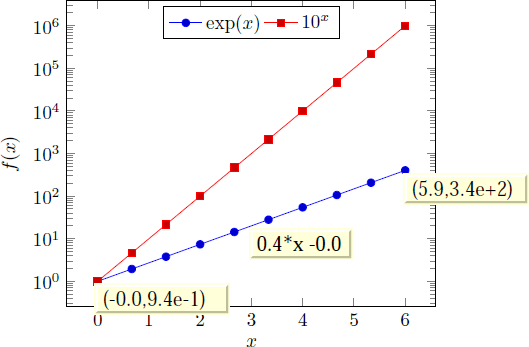 exp(x) 10^x
10^6
10^5
10^4
10^3
10^2
10^1
10^0
f(x)
(5.9,3.4e+2)
0.4*x -0.0
(-0.0,9.4e-1)
0 1 2 3 4 5 6
x